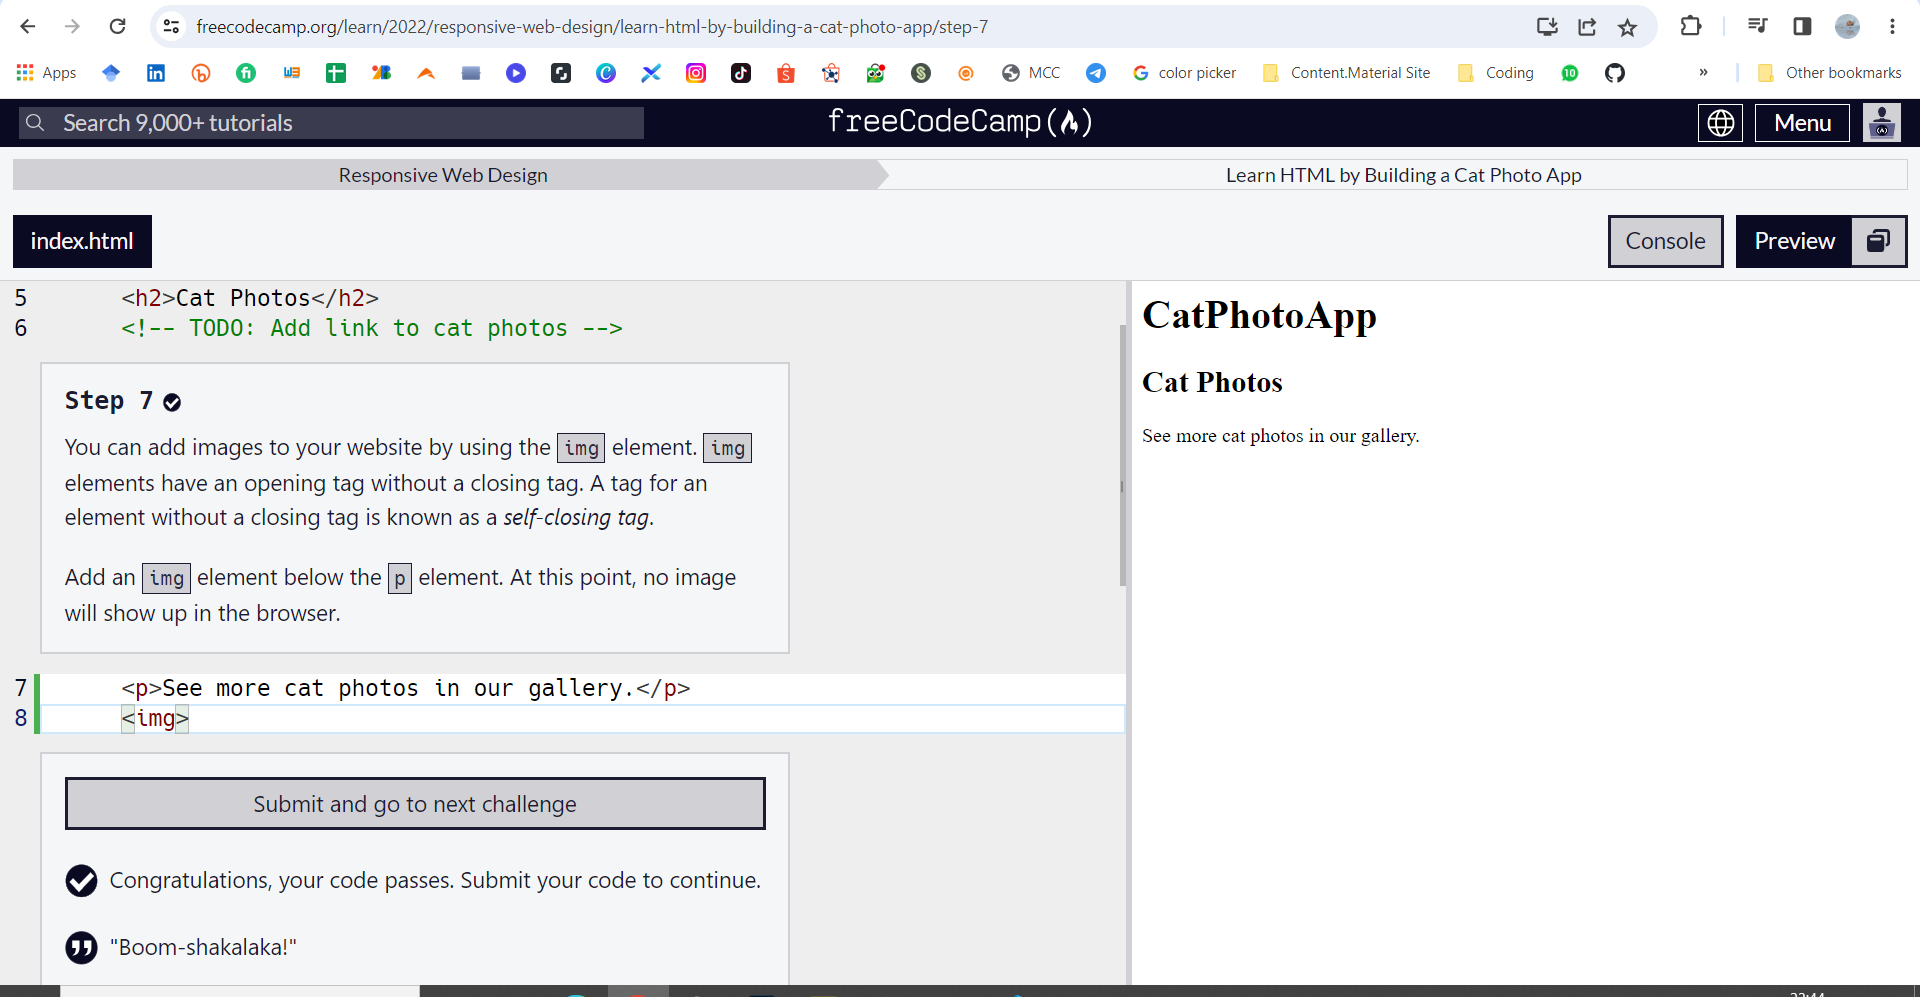 freecodecamp.org/learn/2022/responsive-web-design/learn-html-by-building-a-cat-photo-app/step-7
Apps MCC color picker Content.Material Site Coding » Other bookmarks
Search 9,000+ tutorials freeCodeCamp(🔥) Menu
Responsive Web Design Learn HTML by Building a Cat Photo App
index.html Console Preview
5 <h2>Cat Photos</h2>
6 <!-- TODO: Add link to cat photos -->
Step 7
You can add images to your website by using the img element. img
elements have an opening tag without a closing tag. A tag for an
element without a closing tag is known as a self-closing tag.
Add an img element below the p element. At this point, no image
will show up in the browser.
7 <p>See more cat photos in our gallery.</p>
8 <img>
Submit and go to next challenge
Congratulations, your code passes. Submit your code to continue.
"Boom-shakalaka!"
CatPhotoApp
Cat Photos
See more cat photos in our gallery.